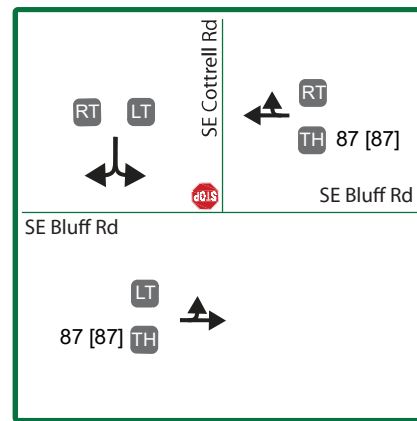 SE Cottrell Rd
RT LT
STOP
RT
TH 87 [87]
SE Bluff Rd
SE Bluff Rd
LT
87 [87] TH